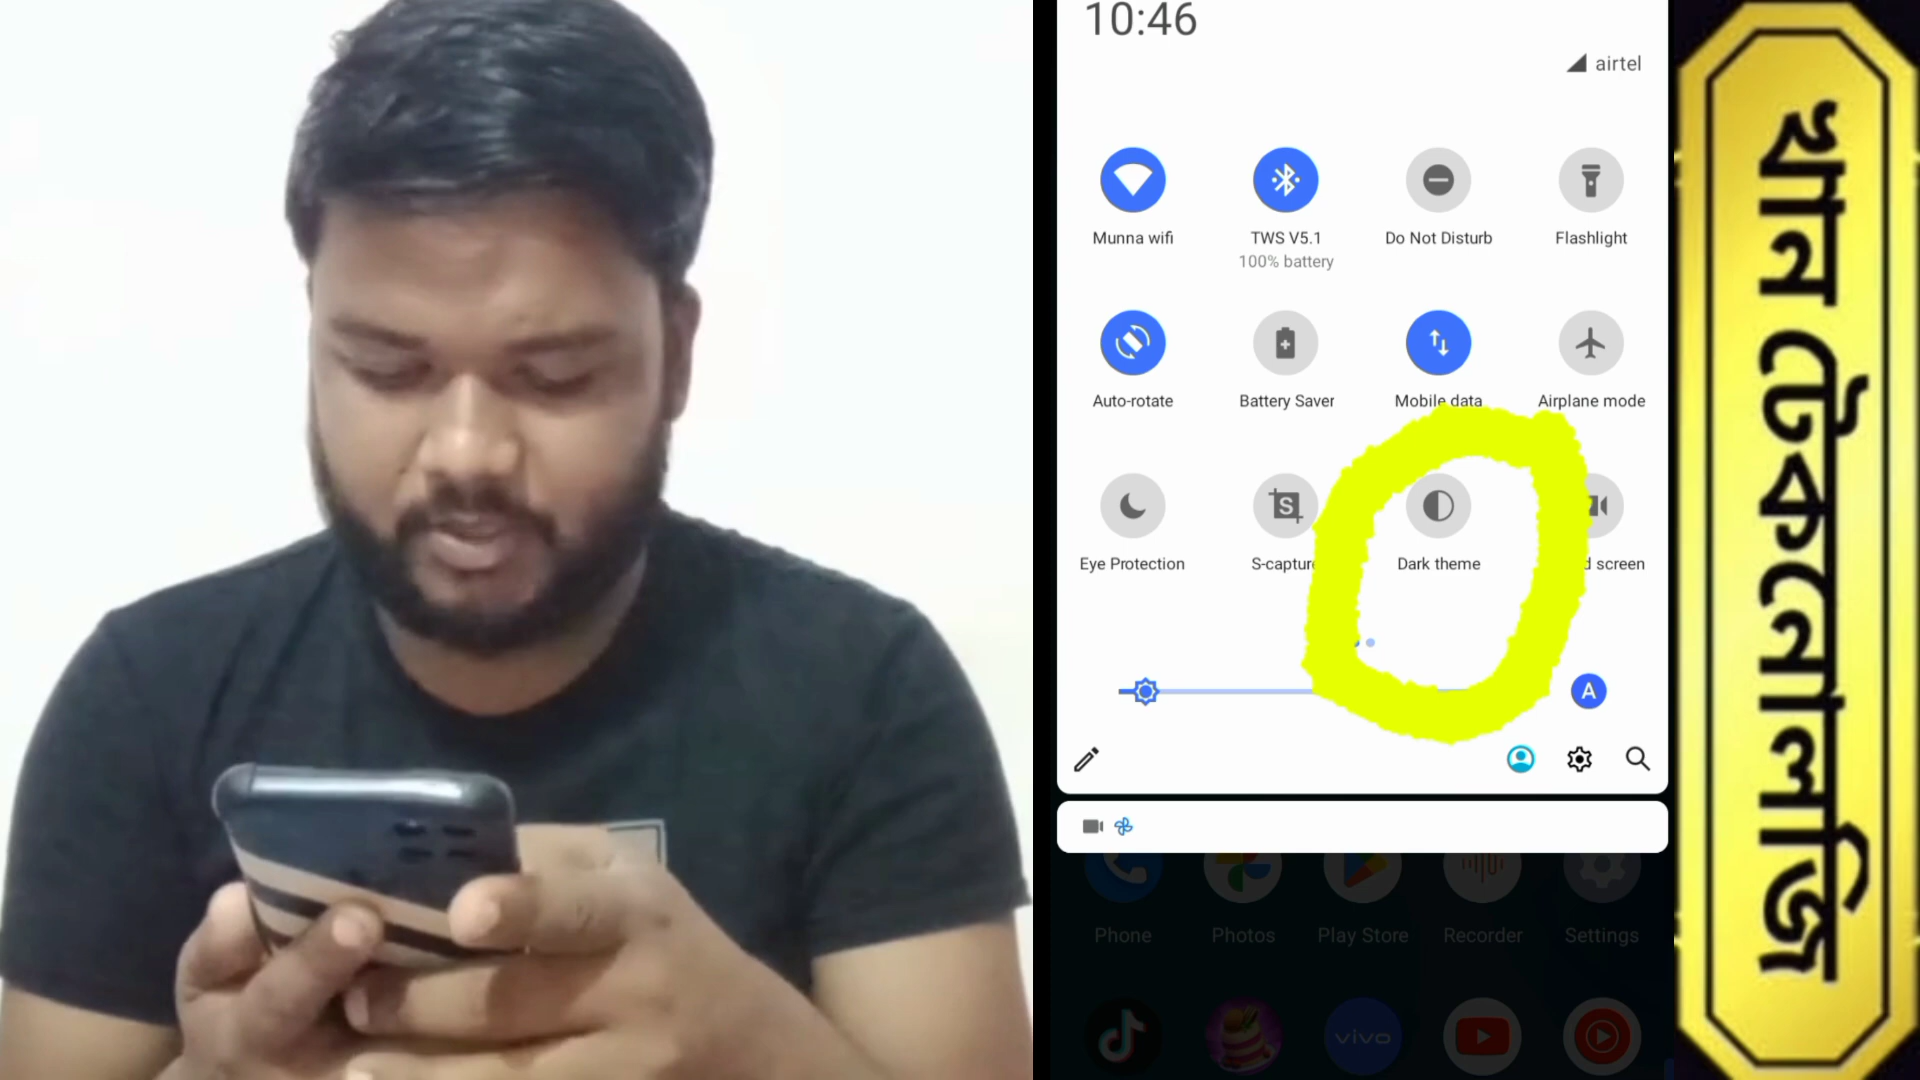 10:46
airtel
Munna wifi
TWS V5.1
100% battery
Do Not Disturb
Flashlight
Auto-rotate
Battery Saver
Mobile data
Airplane mode
Eye Protection
S-captur
Dark theme
d screen
A
Phone
Photos
Play Store
Recorder
Settings
vivo
খান টেকনোলজি